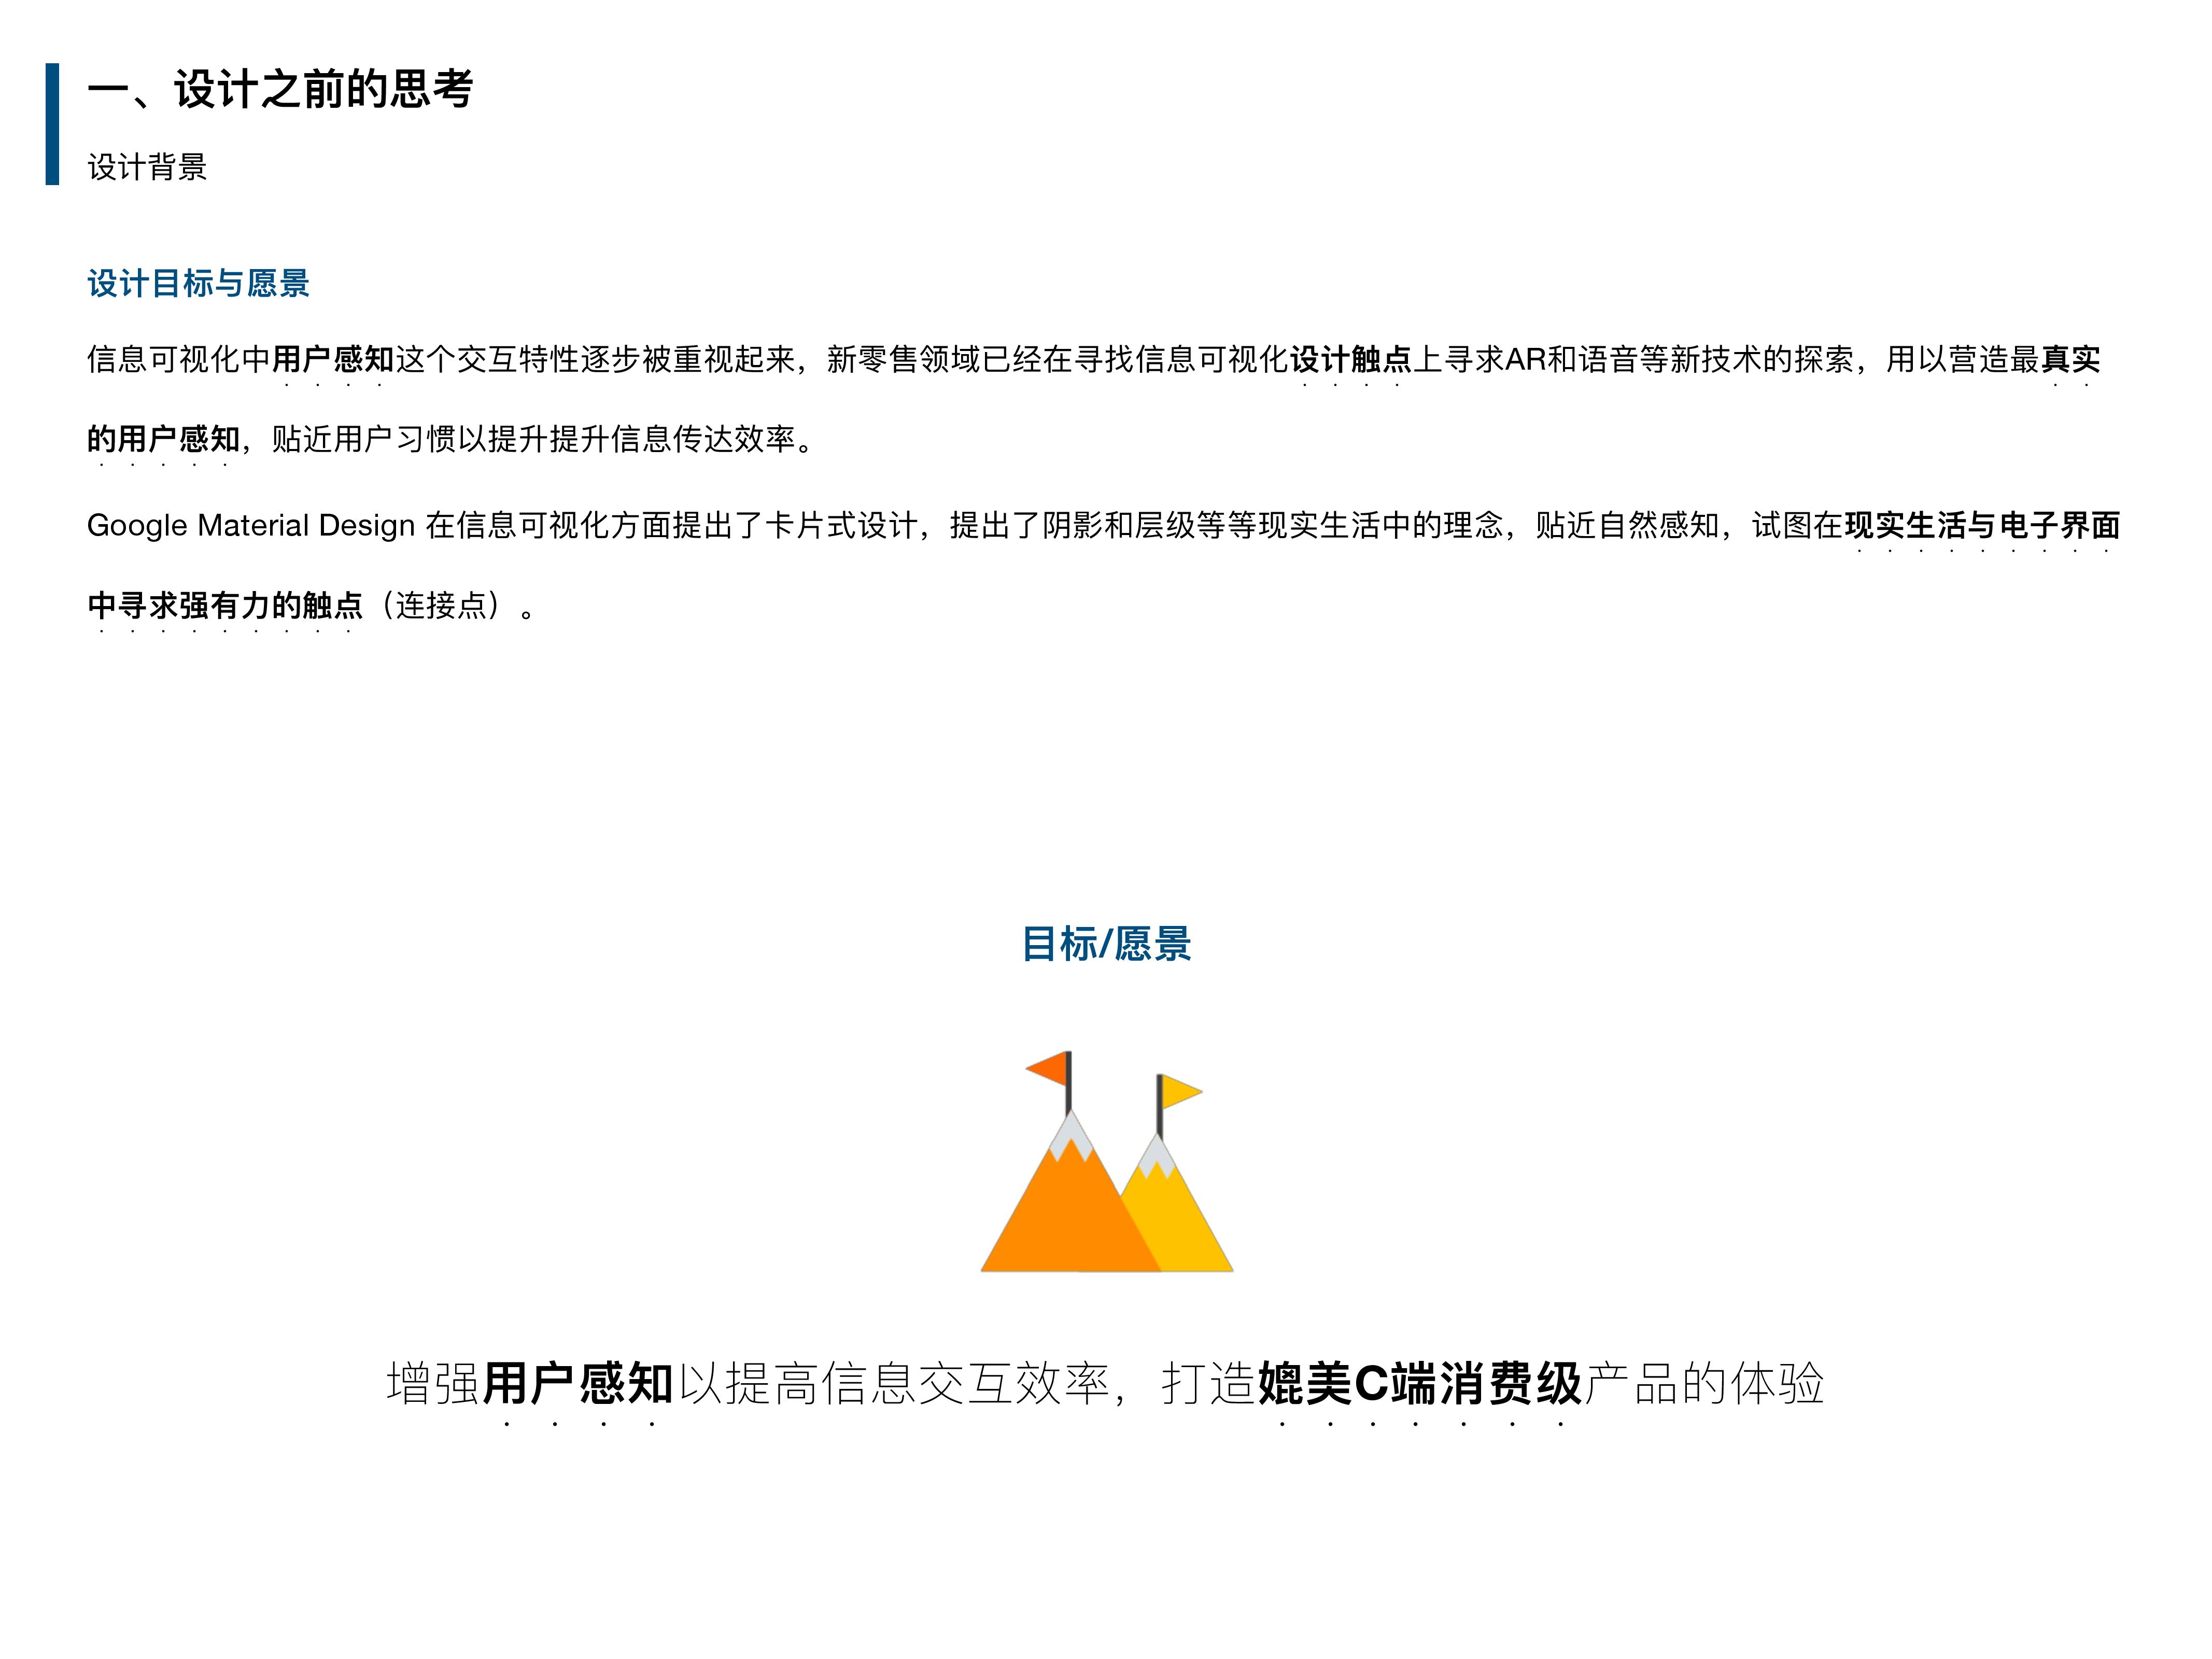 一、设计之前的思考
设计背景
设计目标与愿景
信息可视化中用户感知这个交互特性逐步被重视起来，新零售领域已经在寻找信息可视化设计触点上寻求AR和语音等新技术的探索，用以营造最真实
的用户感知，贴近用户习惯以提升提升信息传达效率。
Google Material Design 在信息可视化方面提出了卡片式设计，提出了阴影和层级等等现实生活中的理念，贴近自然感知，试图在现实生活与电子界面
中寻求强有力的触点（连接点）。
目标/愿景
增强用户感知以提高信息交互效率，打造媲美C端消费级产品的体验